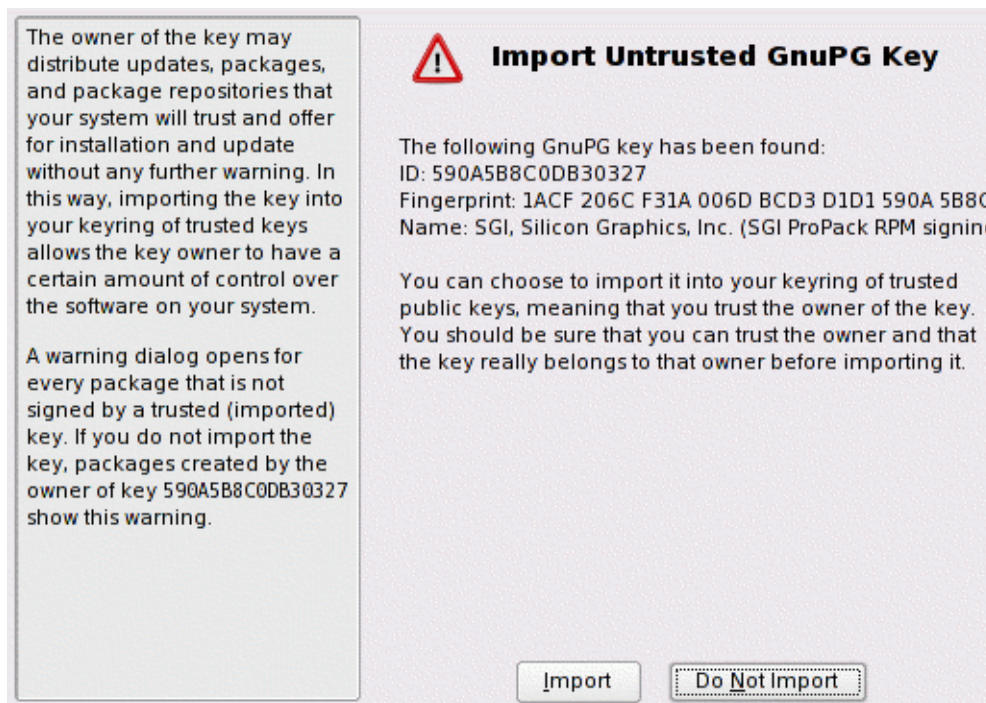 The owner of the key may
distribute updates, packages,
and package repositories that
your system will trust and offer
for installation and update
without any further warning. In
this way, importing the key into
your keyring of trusted keys
allows the key owner to have a
certain amount of control over
the software on your system.
A warning dialog opens for
every package that is not
signed by a trusted (imported)
key. If you do not import the
key, packages created by the
owner of key 590A5B8C0DB30327
show this warning.
Import Untrusted GnuPG Key
The following GnuPG key has been found:
ID: 590A5B8C0DB30327
Fingerprint: 1ACF 206C F31A 006D BCD3 D1D1 590A 5B8C
Name: SGI, Silicon Graphics, Inc. (SGI ProPack RPM signin
You can choose to import it into your keyring of trusted
public keys, meaning that you trust the owner of the key.
You should be sure that you can trust the owner and that
the key really belongs to that owner before importing it.
Import
Do Not Import